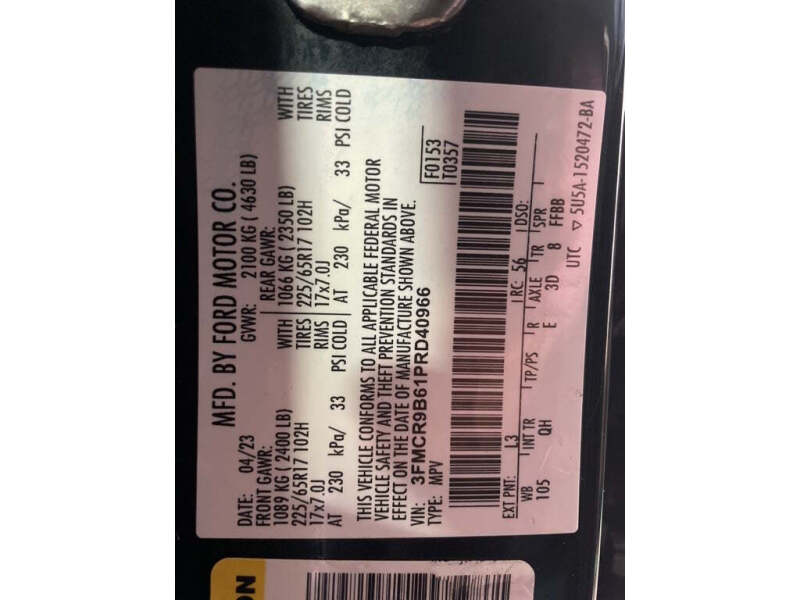 MFD. BY FORD MOTOR CO.
DATE: 04/23 GVWR: 2100 KG ( 4630 LB)
FRONT GAWR: REAR GAWR:
1089 KG ( 2400 LB) WITH 1066 KG ( 2350 LB) WITH
225/65R17 102H TIRES 225/65R17 102H TIRES
17x7.0J RIMS 17x7.0J RIMS
AT 230 kPa/ 33 PSI COLD AT 230 kPa/ 33 PSI COLD
THIS VEHICLE CONFORMS TO ALL APPLICABLE FEDERAL MOTOR
VEHICLE SAFETY AND THEFT PREVENTION STANDARDS IN
EFFECT ON THE DATE OF MANUFACTURE SHOWN ABOVE.
VIN: 3FMCR9B61PRD40966 F0153
TYPE: MPV T0357
EXT PNT: L3 RC: 56 DSO:
WB INT TR TP/PS R AXLE TR SPR
105 QH E 3D 8 FFBB
UTC ▽ 5U5A-1520472-BA
ON